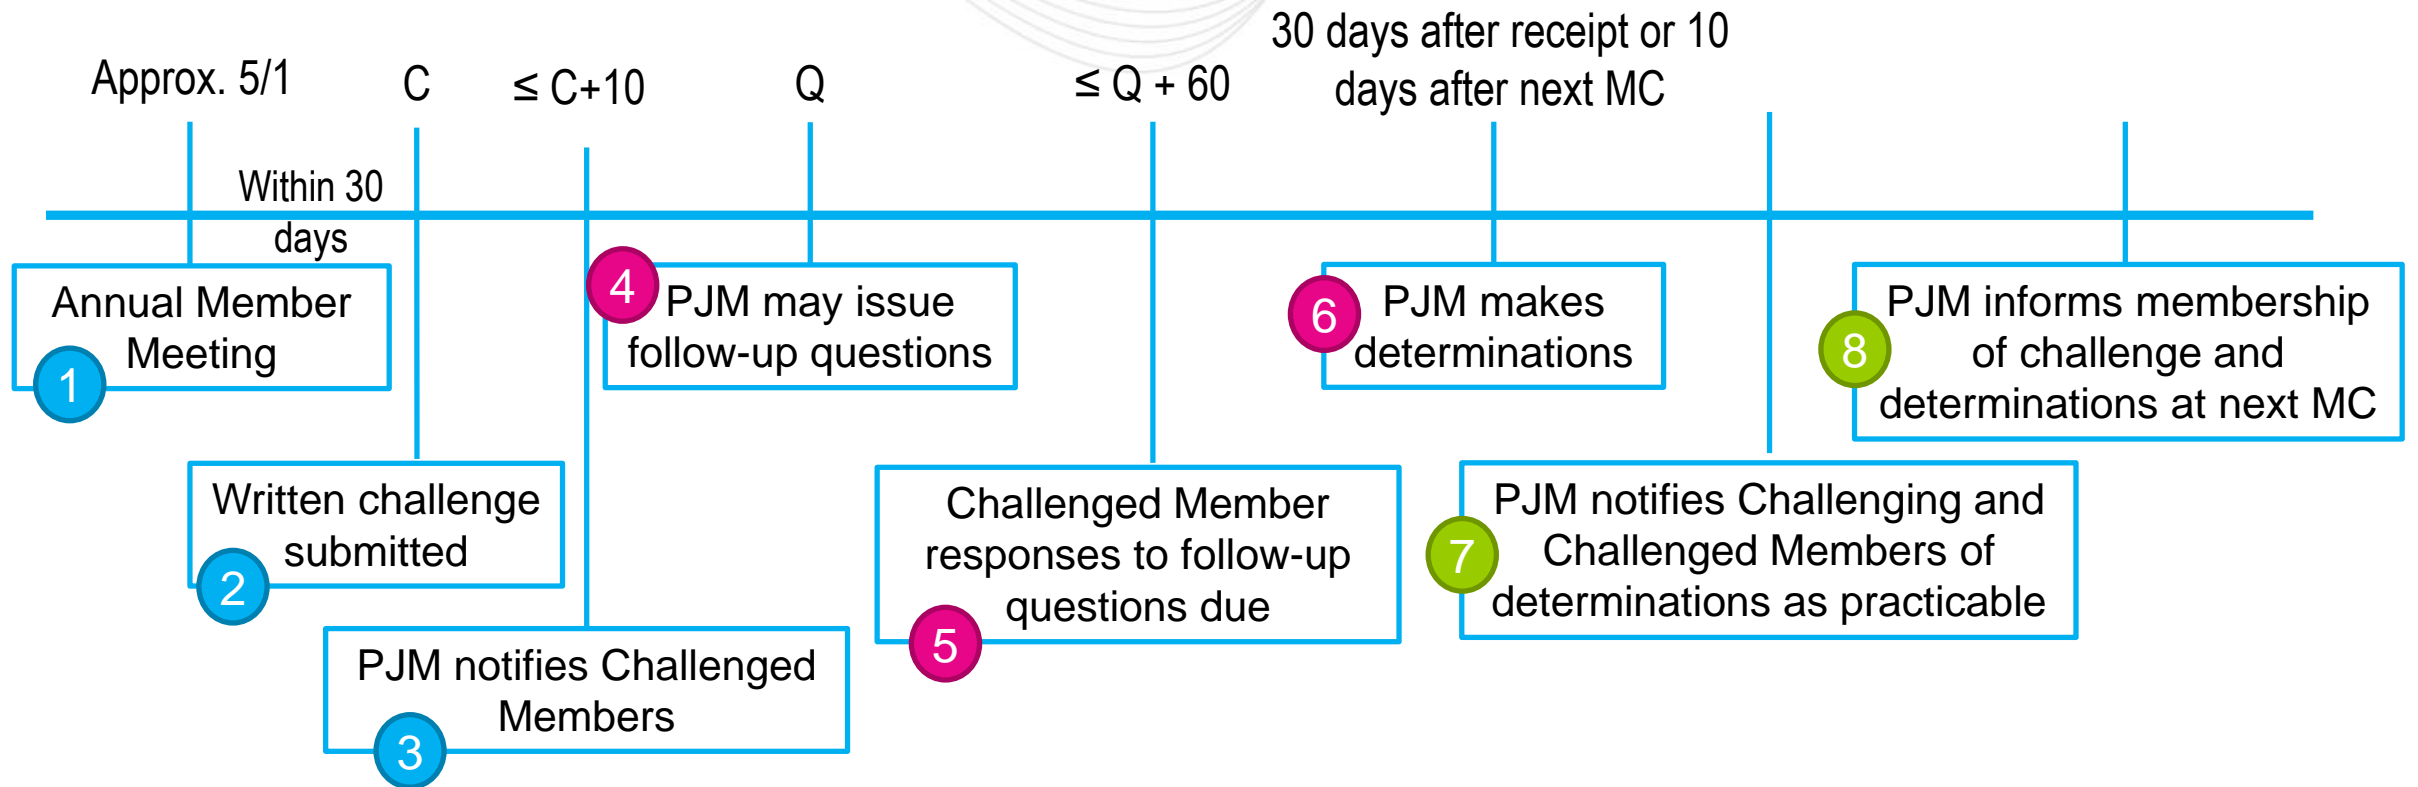 30 days after receipt or 10
days after next MC
Approx. 5/1
C
≤ C+10
Q
≤ Q + 60
Within 30
days
Annual Member
Meeting
1
Written challenge
submitted
2
PJM notifies Challenged
Members
3
4
PJM may issue
follow-up questions
Challenged Member
responses to follow-up
questions due
5
6
PJM makes
determinations
PJM notifies Challenging and
Challenged Members of
determinations as practicable
7
PJM informs membership
of challenge and
determinations at next MC
8